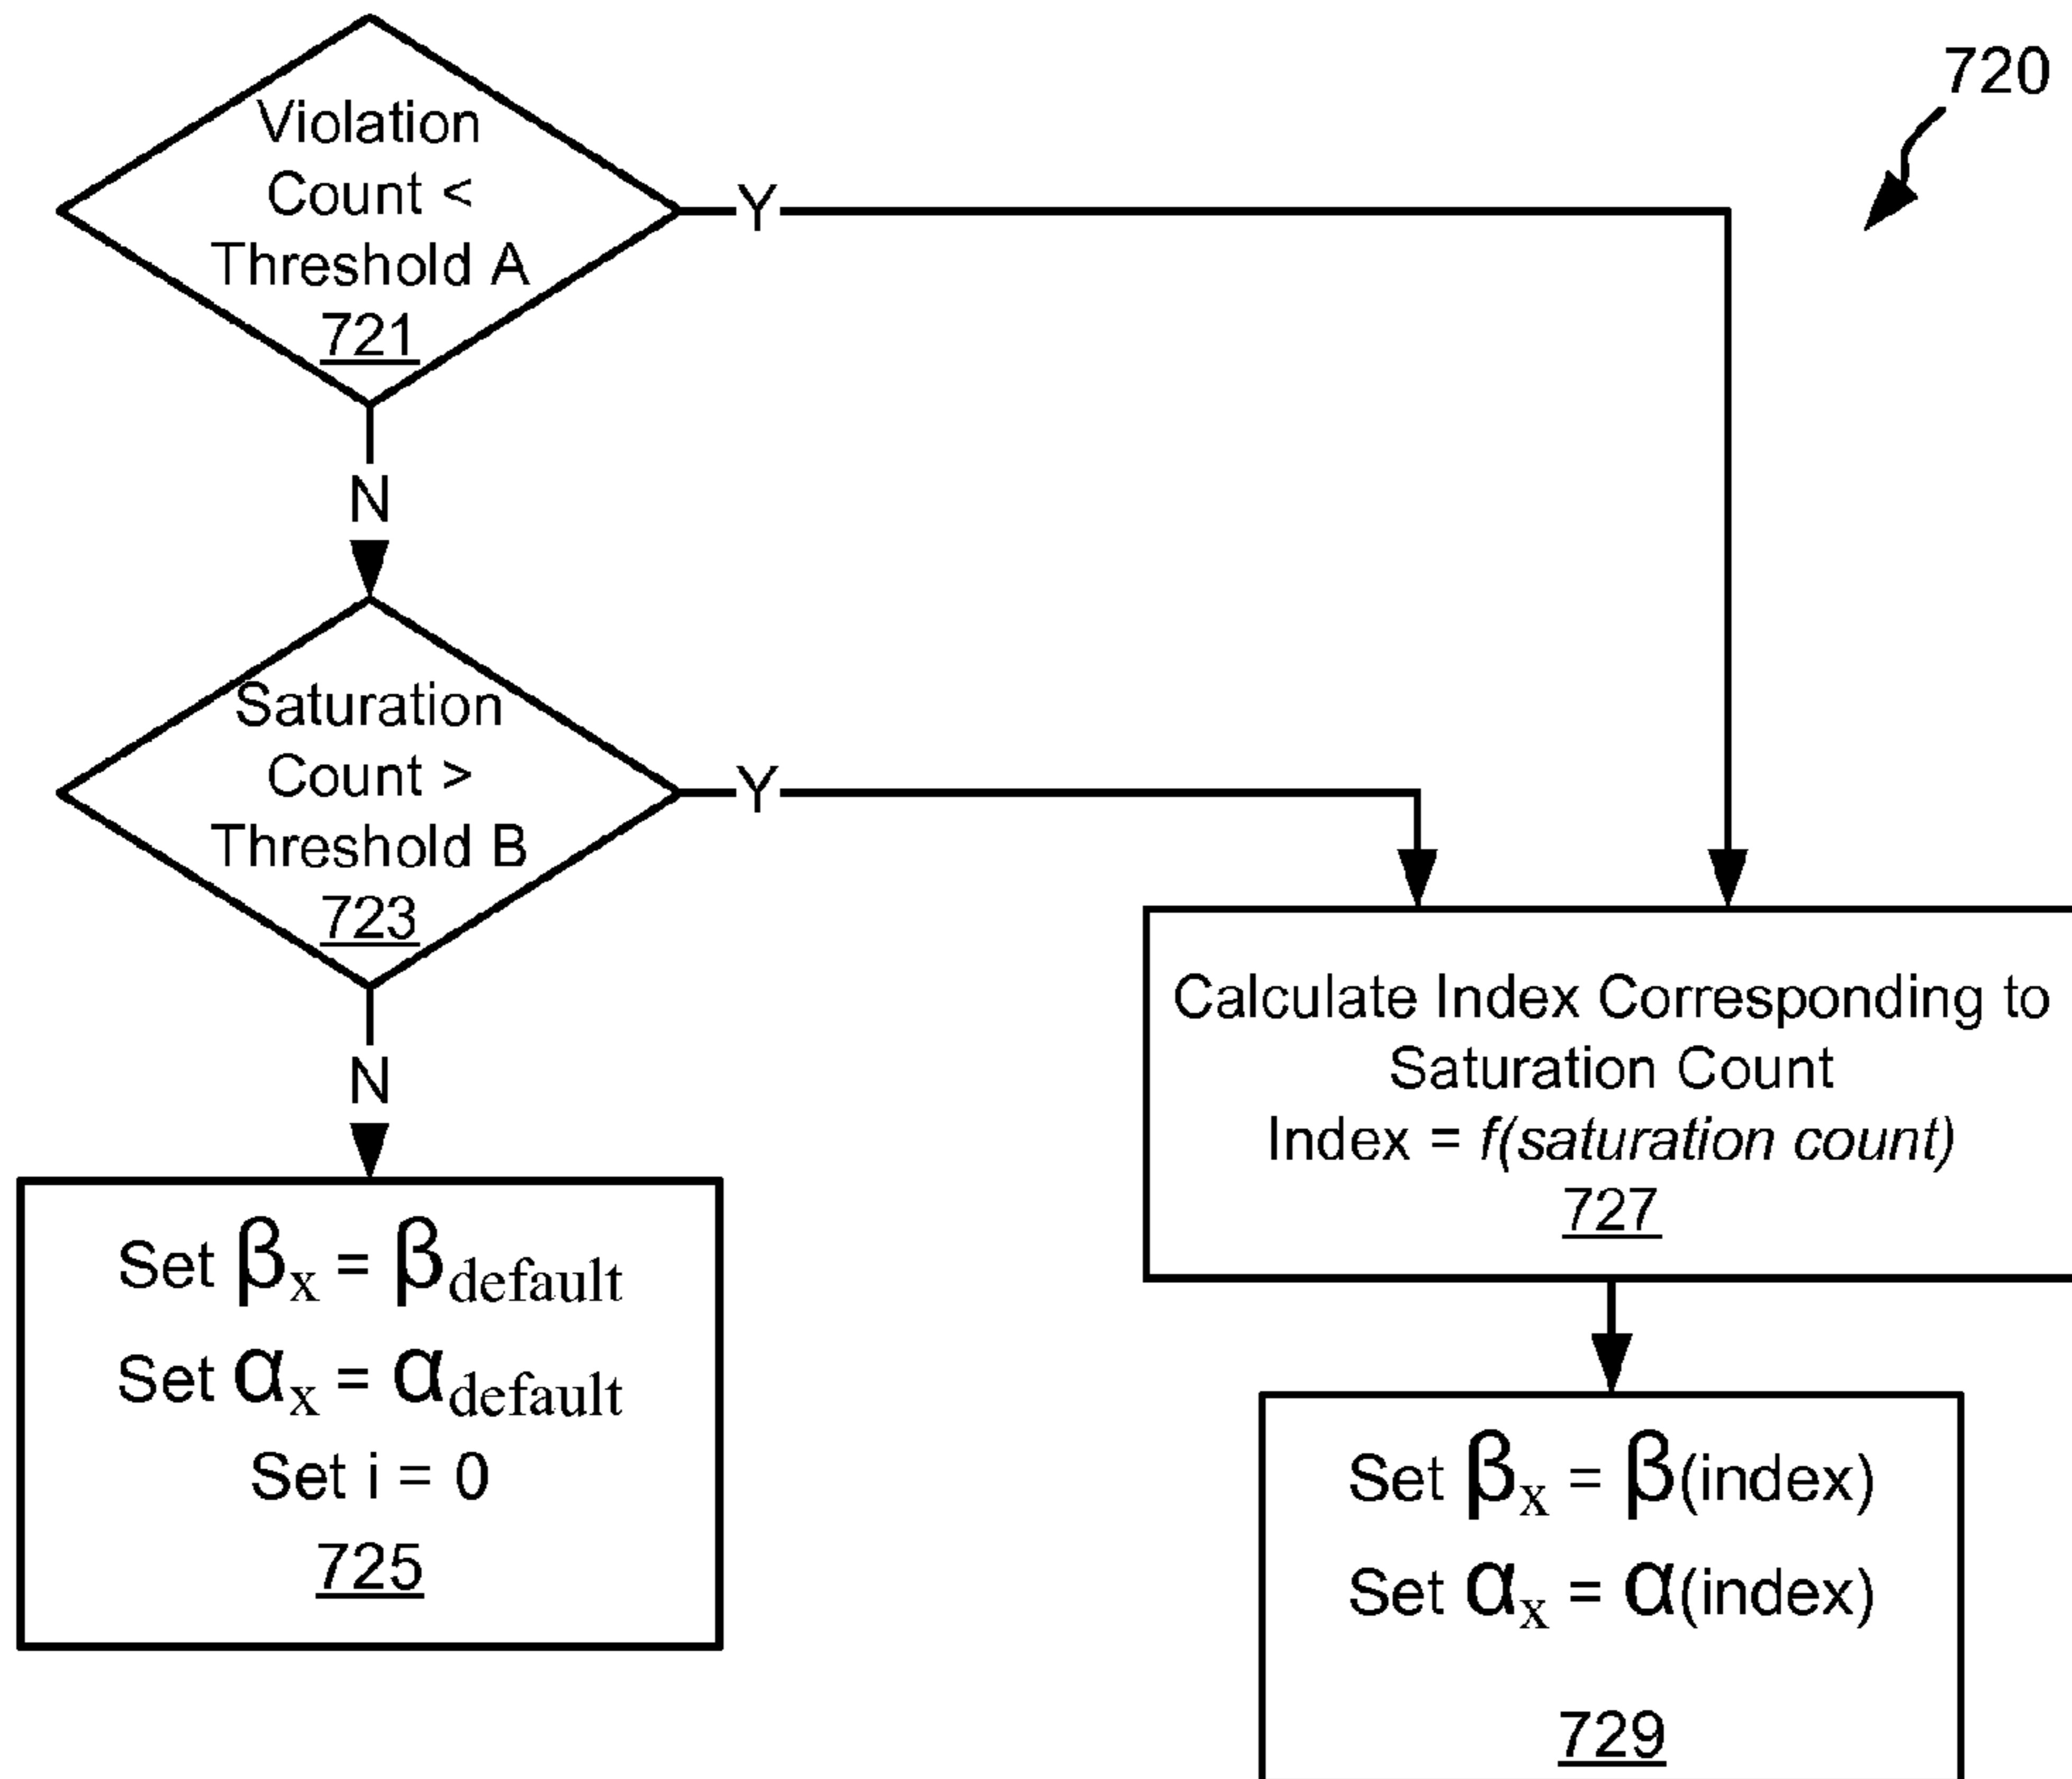 720
Violation
Count <
Threshold A
721
Y
N
Saturation
Count >
Threshold B
723
Y
N
Set βx = βdefault
Set αx = αdefault
Set i = 0
725
Calculate Index Corresponding to
Saturation Count
Index = f(saturation count)
727
Set βx = β(index)
Set αx = α(index)
729